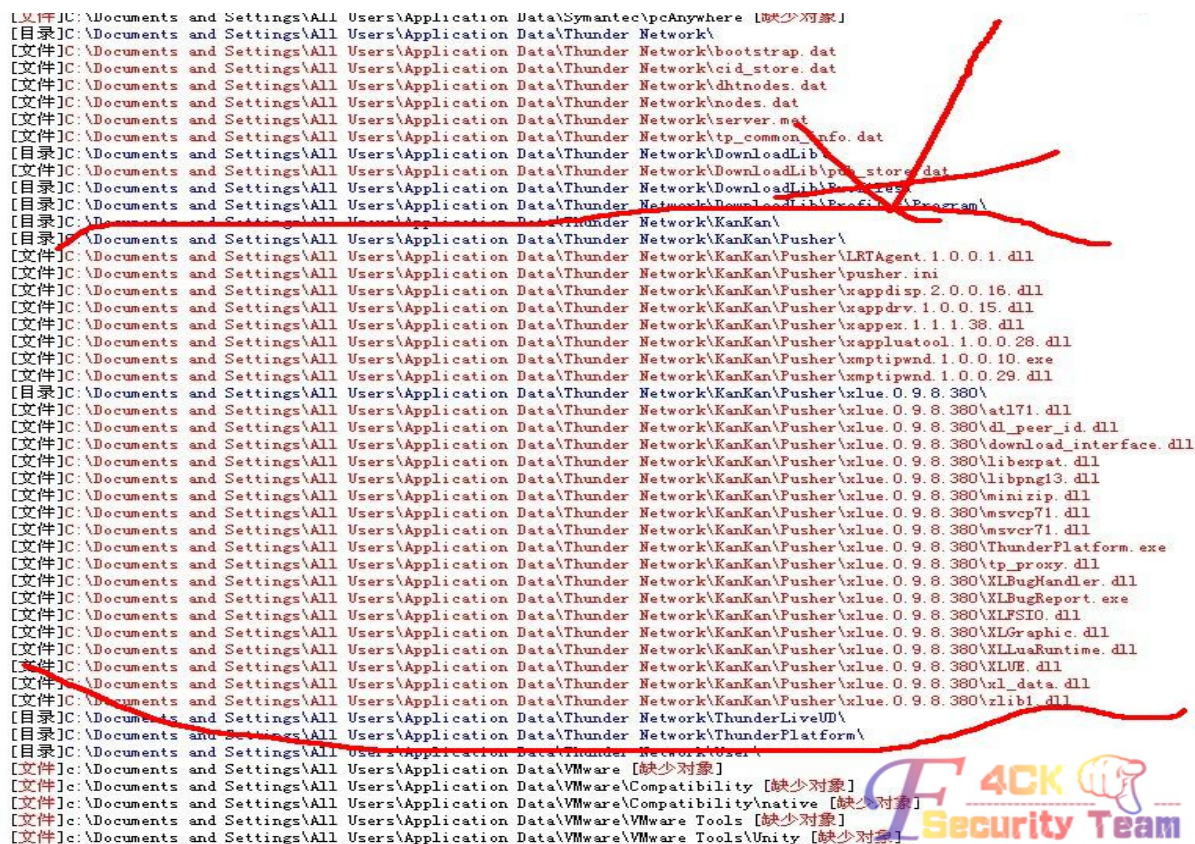 [文件]C:\Documents and Settings\All Users\Application Data\Symantec\pcAnywhere [缺少对象]
[目录]C:\Documents and Settings\All Users\Application Data\Thunder Network\
[文件]C:\Documents and Settings\All Users\Application Data\Thunder Network\bootstrap.dat
[文件]C:\Documents and Settings\All Users\Application Data\Thunder Network\cid_store.dat
[文件]C:\Documents and Settings\All Users\Application Data\Thunder Network\dhtnodes.dat
[文件]C:\Documents and Settings\All Users\Application Data\Thunder Network\nodes.dat
[文件]C:\Documents and Settings\All Users\Application Data\Thunder Network\server.met
[文件]C:\Documents and Settings\All Users\Application Data\Thunder Network\tp_common_info.dat
[目录]C:\Documents and Settings\All Users\Application Data\Thunder Network\DownloadLib\
[文件]C:\Documents and Settings\All Users\Application Data\Thunder Network\DownloadLib\pub_store.dat
[目录]C:\Documents and Settings\All Users\Application Data\Thunder Network\DownloadLib\Profiles\
[目录]C:\Documents and Settings\All Users\Application Data\Thunder Network\DownloadLib\Profiles\Program\
[目录]C:\Documents and Settings\All Users\Application Data\Thunder Network\KanKan\
[目录]C:\Documents and Settings\All Users\Application Data\Thunder Network\KanKan\Pusher\
[文件]C:\Documents and Settings\All Users\Application Data\Thunder Network\KanKan\Pusher\LRTAgent.1.0.0.1.dll
[文件]C:\Documents and Settings\All Users\Application Data\Thunder Network\KanKan\Pusher\pusher.ini
[文件]C:\Documents and Settings\All Users\Application Data\Thunder Network\KanKan\Pusher\xappdisp.2.0.0.16.dll
[文件]C:\Documents and Settings\All Users\Application Data\Thunder Network\KanKan\Pusher\xappdrv.1.0.0.15.dll
[文件]C:\Documents and Settings\All Users\Application Data\Thunder Network\KanKan\Pusher\xappex.1.1.1.38.dll
[文件]C:\Documents and Settings\All Users\Application Data\Thunder Network\KanKan\Pusher\xappluatool.1.0.0.28.dll
[文件]C:\Documents and Settings\All Users\Application Data\Thunder Network\KanKan\Pusher\xmptipwnd.1.0.0.10.exe
[文件]C:\Documents and Settings\All Users\Application Data\Thunder Network\KanKan\Pusher\xmptipwnd.1.0.0.29.dll
[目录]C:\Documents and Settings\All Users\Application Data\Thunder Network\KanKan\Pusher\xlue.0.9.8.380\
[文件]C:\Documents and Settings\All Users\Application Data\Thunder Network\KanKan\Pusher\xlue.0.9.8.380\atl71.dll
[文件]C:\Documents and Settings\All Users\Application Data\Thunder Network\KanKan\Pusher\xlue.0.9.8.380\dl_peer_id.dll
[文件]C:\Documents and Settings\All Users\Application Data\Thunder Network\KanKan\Pusher\xlue.0.9.8.380\download_interface.dll
[文件]C:\Documents and Settings\All Users\Application Data\Thunder Network\KanKan\Pusher\xlue.0.9.8.380\libexpat.dll
[文件]C:\Documents and Settings\All Users\Application Data\Thunder Network\KanKan\Pusher\xlue.0.9.8.380\libpng13.dll
[文件]C:\Documents and Settings\All Users\Application Data\Thunder Network\KanKan\Pusher\xlue.0.9.8.380\minizip.dll
[文件]C:\Documents and Settings\All Users\Application Data\Thunder Network\KanKan\Pusher\xlue.0.9.8.380\msvcp71.dll
[文件]C:\Documents and Settings\All Users\Application Data\Thunder Network\KanKan\Pusher\xlue.0.9.8.380\msvcr71.dll
[文件]C:\Documents and Settings\All Users\Application Data\Thunder Network\KanKan\Pusher\xlue.0.9.8.380\ThunderPlatform.exe
[文件]C:\Documents and Settings\All Users\Application Data\Thunder Network\KanKan\Pusher\xlue.0.9.8.380\tp_proxy.dll
[文件]C:\Documents and Settings\All Users\Application Data\Thunder Network\KanKan\Pusher\xlue.0.9.8.380\XLBugHandler.dll
[文件]C:\Documents and Settings\All Users\Application Data\Thunder Network\KanKan\Pusher\xlue.0.9.8.380\XLBugReport.exe
[文件]C:\Documents and Settings\All Users\Application Data\Thunder Network\KanKan\Pusher\xlue.0.9.8.380\XLFSIO.dll
[文件]C:\Documents and Settings\All Users\Application Data\Thunder Network\KanKan\Pusher\xlue.0.9.8.380\XLGraphic.dll
[文件]C:\Documents and Settings\All Users\Application Data\Thunder Network\KanKan\Pusher\xlue.0.9.8.380\XLLuaRuntime.dll
[文件]C:\Documents and Settings\All Users\Application Data\Thunder Network\KanKan\Pusher\xlue.0.9.8.380\XLUE.dll
[文件]C:\Documents and Settings\All Users\Application Data\Thunder Network\KanKan\Pusher\xlue.0.9.8.380\xl_data.dll
[文件]C:\Documents and Settings\All Users\Application Data\Thunder Network\KanKan\Pusher\xlue.0.9.8.380\zlib1.dll
[目录]C:\Documents and Settings\All Users\Application Data\Thunder Network\ThunderLiveUD\
[目录]C:\Documents and Settings\All Users\Application Data\Thunder Network\ThunderPlatform\
[目录]C:\Documents and Settings\All Users\Application Data\Thunder Network\User\
[文件]c:\Documents and Settings\All Users\Application Data\VMware [缺少对象]
[文件]c:\Documents and Settings\All Users\Application Data\VMware\Compatibility [缺少对象]
[文件]c:\Documents and Settings\All Users\Application Data\VMware\Compatibility\native [缺少对象]
[文件]c:\Documents and Settings\All Users\Application Data\VMware\VMware Tools [缺少对象]
[文件]c:\Documents and Settings\All Users\Application Data\VMware\VMware Tools\Unity [缺少对象]
F4CK
Security Team